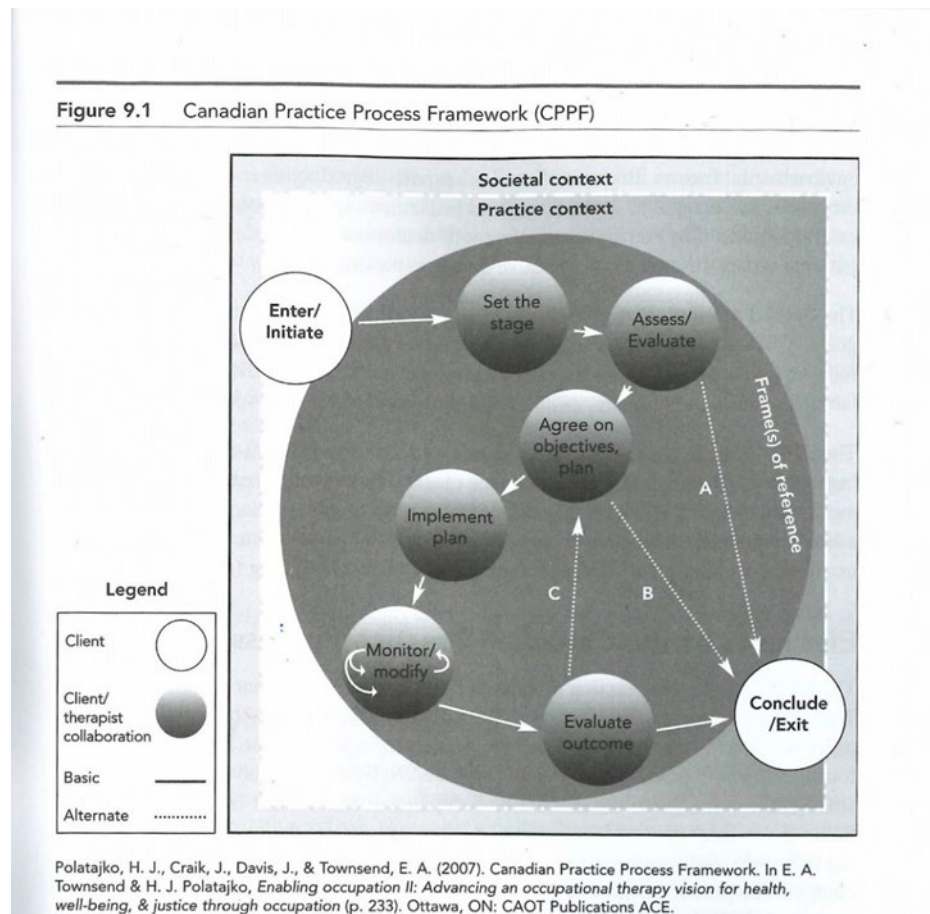 Figure 9.1 Canadian Practice Process Framework (CPPF)
Societal context
Practice context
Enter/
Initiate
Set the
stage
Assess/
Evaluate
Agree on
objectives,
plan
Frame(s) of reference
A
Implement
plan
C
B
Legend
Client
Client/
therapist
collaboration
Basic
Alternate
Monitor/
modify
Evaluate
outcome
Conclude
/Exit
Polatajko, H. J., Craik, J., Davis, J., & Townsend, E. A. (2007). Canadian Practice Process Framework. In E. A.
Townsend & H. J. Polatajko, Enabling occupation II: Advancing an occupational therapy vision for health,
well-being, & justice through occupation (p. 233). Ottawa, ON: CAOT Publications ACE.